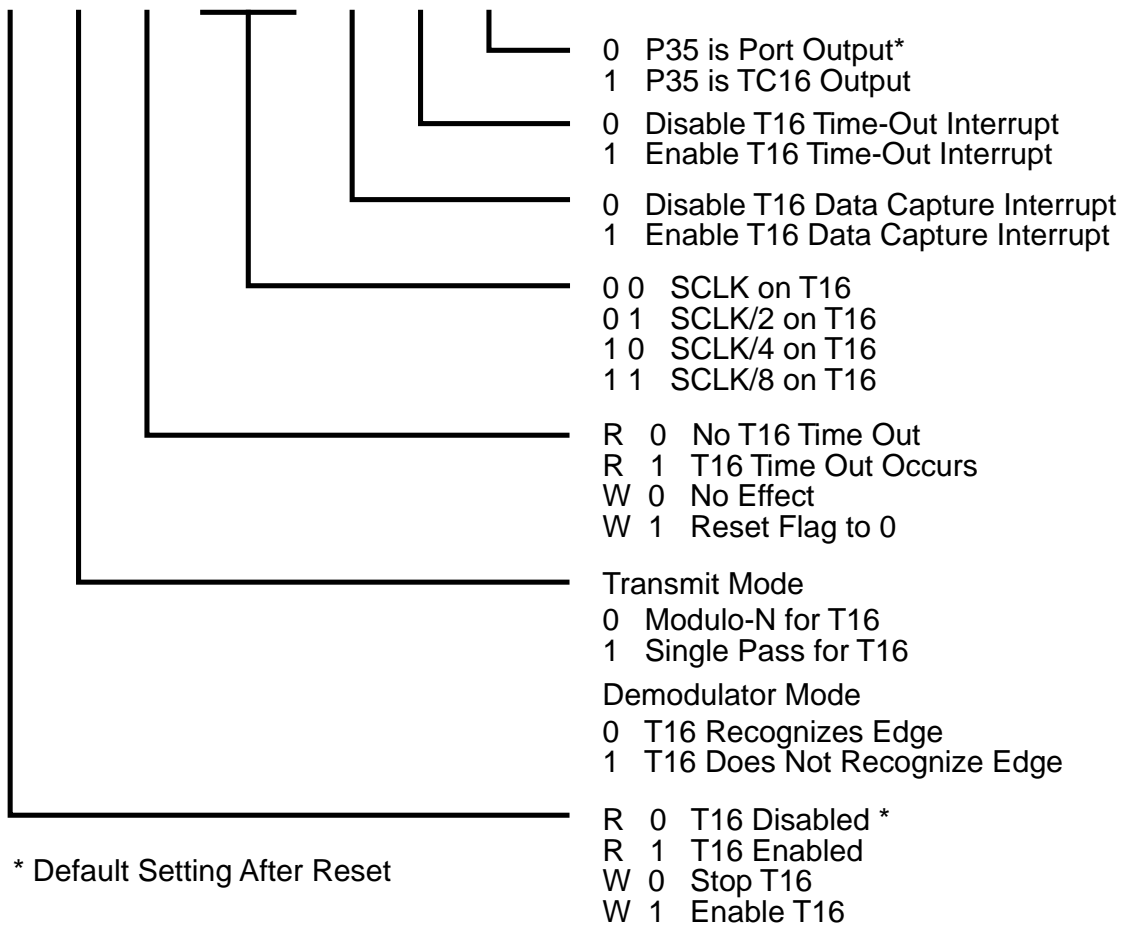 0 P35 is Port Output*
1 P35 is TC16 Output
0 Disable T16 Time-Out Interrupt
1 Enable T16 Time-Out Interrupt
0 Disable T16 Data Capture Interrupt
1 Enable T16 Data Capture Interrupt
0 0 SCLK on T16
0 1 SCLK/2 on T16
1 0 SCLK/4 on T16
1 1 SCLK/8 on T16
R 0 No T16 Time Out
R 1 T16 Time Out Occurs
W 0 No Effect
W 1 Reset Flag to 0
Transmit Mode
0 Modulo-N for T16
1 Single Pass for T16
Demodulator Mode
0 T16 Recognizes Edge
1 T16 Does Not Recognize Edge
R 0 T16 Disabled *
R 1 T16 Enabled
W 0 Stop T16
W 1 Enable T16
* Default Setting After Reset